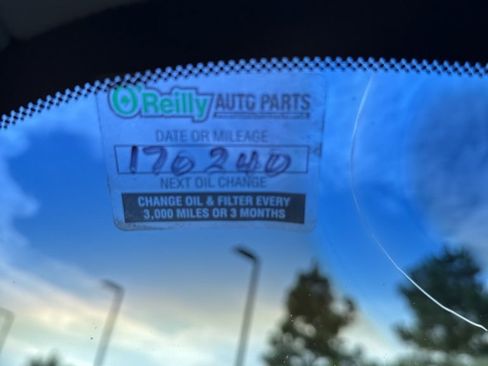 O'Reilly AUTO PARTS
DATE OR MILEAGE
170240
NEXT OIL CHANGE
CHANGE OIL & FILTER EVERY
3,000 MILES OR 3 MONTHS